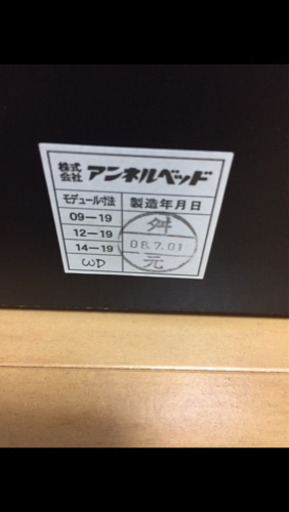 株式会社 アンネルベッド
モデュール寸法 製造年月日
09-19
12-19
14-19
WD
舛
08.7.01
元